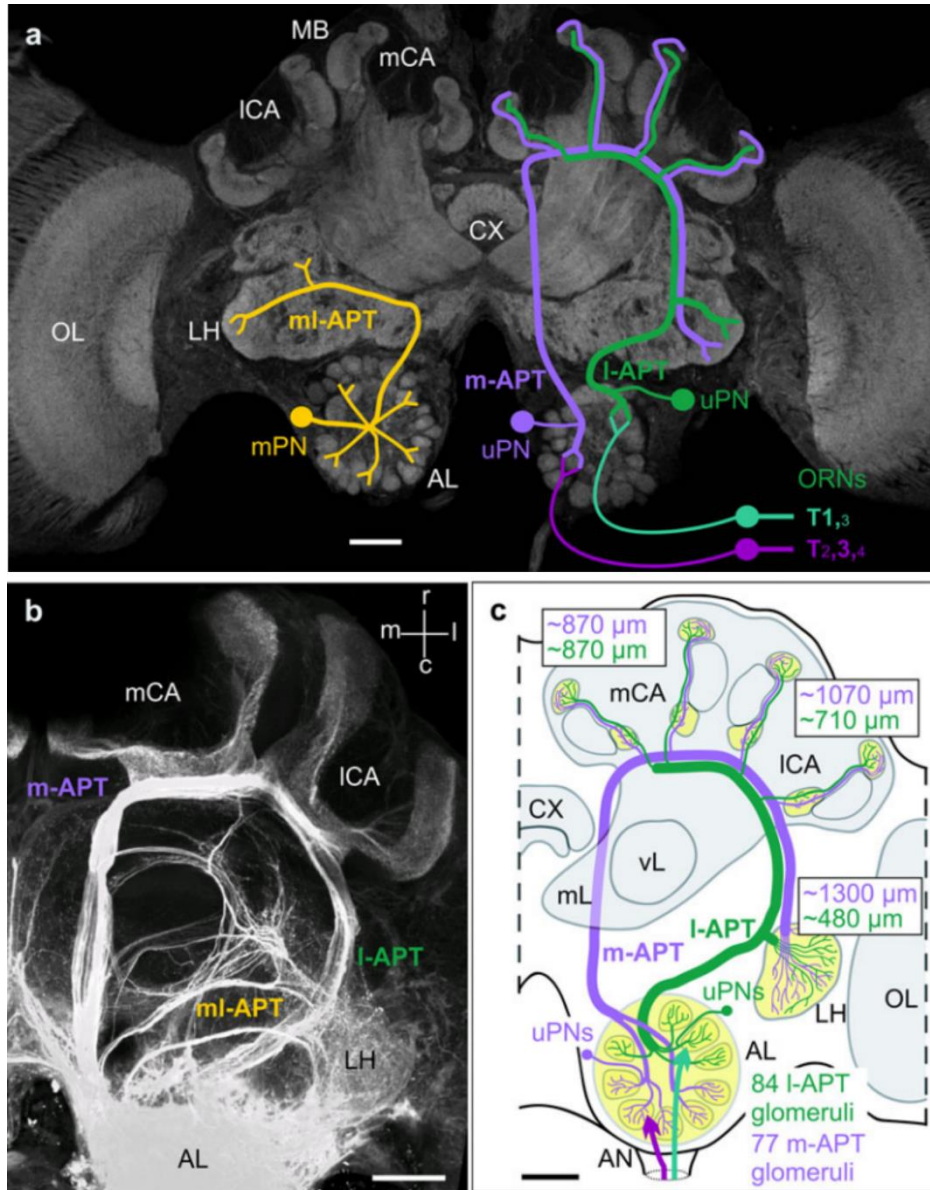 a
MB
mCA
lCA
CX
OL
LH
ml-APT
m-APT
l-APT
uPN
mPN
uPN
AL
ORNs
T1,3
T2,3,4
b
r
m l
c
mCA
lCA
m-APT
l-APT
ml-APT
LH
AL
c
~870 µm
~870 µm
mCA
~1070 µm
~710 µm
lCA
CX
vL
mL
~1300 µm
~480 µm
l-APT
m-APT
uPNs
LH
OL
uPNs
AL
84 l-APT
glomeruli
77 m-APT
glomeruli
AN